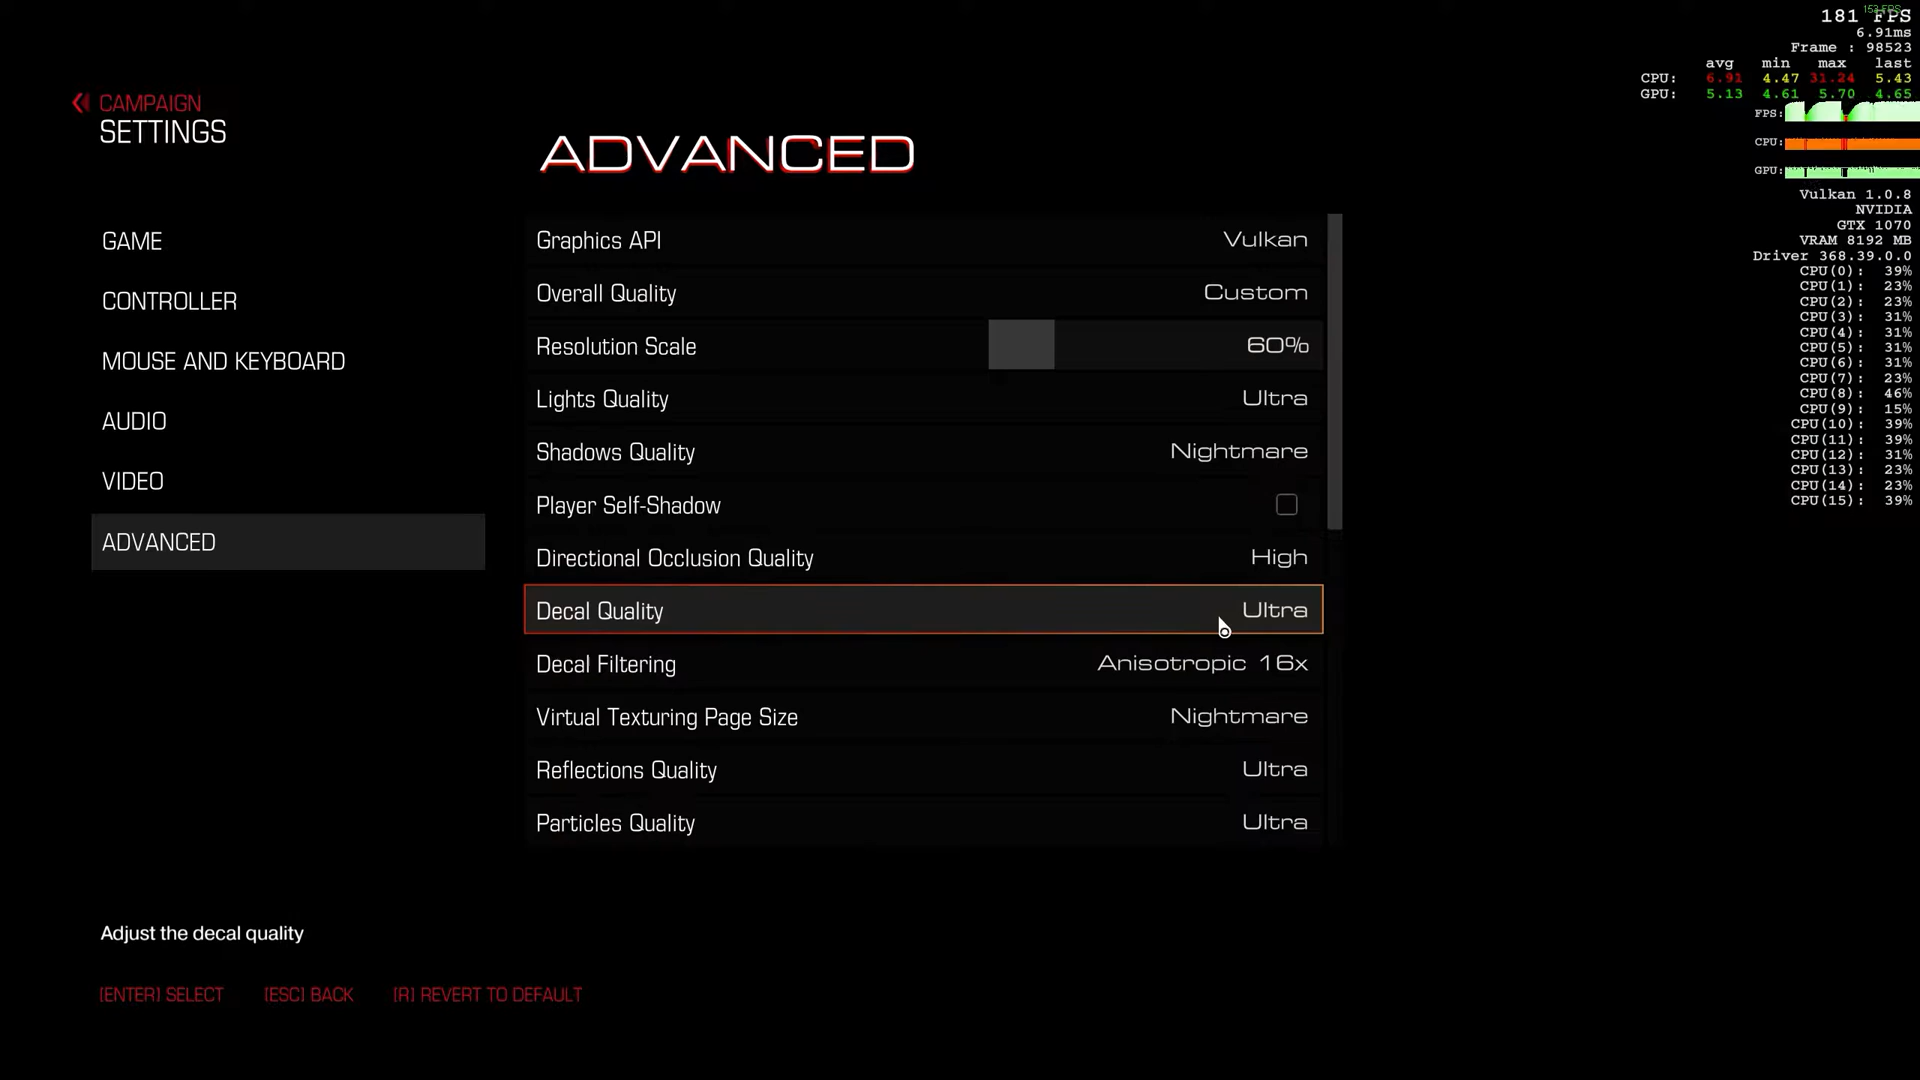 153 FPS
181 FPS
6.91ms
Frame : 98523
avg min max last
CPU: 6.91 4.47 31.24 5.43
GPU: 5.13 4.61 5.70 4.65
FPS:
CPU:
GPU:
Vulkan 1.0.8
NVIDIA
GTX 1070
VRAM 8192 MB
Driver 368.39.0.0
CPU(0): 39%
CPU(1): 23%
CPU(2): 23%
CPU(3): 31%
CPU(4): 31%
CPU(5): 31%
CPU(6): 31%
CPU(7): 23%
CPU(8): 46%
CPU(9): 15%
CPU(10): 39%
CPU(11): 39%
CPU(12): 31%
CPU(13): 23%
CPU(14): 23%
CPU(15): 39%
CAMPAIGN
SETTINGS
GAME
CONTROLLER
MOUSE AND KEYBOARD
AUDIO
VIDEO
ADVANCED
ADVANCED
Graphics API Vulkan
Overall Quality Custom
Resolution Scale 60%
Lights Quality Ultra
Shadows Quality Nightmare
Player Self-Shadow
Directional Occlusion Quality High
Decal Quality Ultra
Decal Filtering Anisotropic 16x
Virtual Texturing Page Size Nightmare
Reflections Quality Ultra
Particles Quality Ultra
Adjust the decal quality
[ENTER] SELECT [ESC] BACK [R] REVERT TO DEFAULT